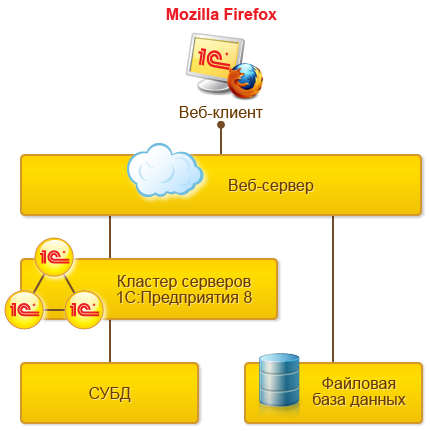 Mozilla Firefox
1С
Веб-клиент
Веб-сервер
1С
1С
1С
Кластер серверов
1С:Предприятия 8
СУБД
Файловая
база данных